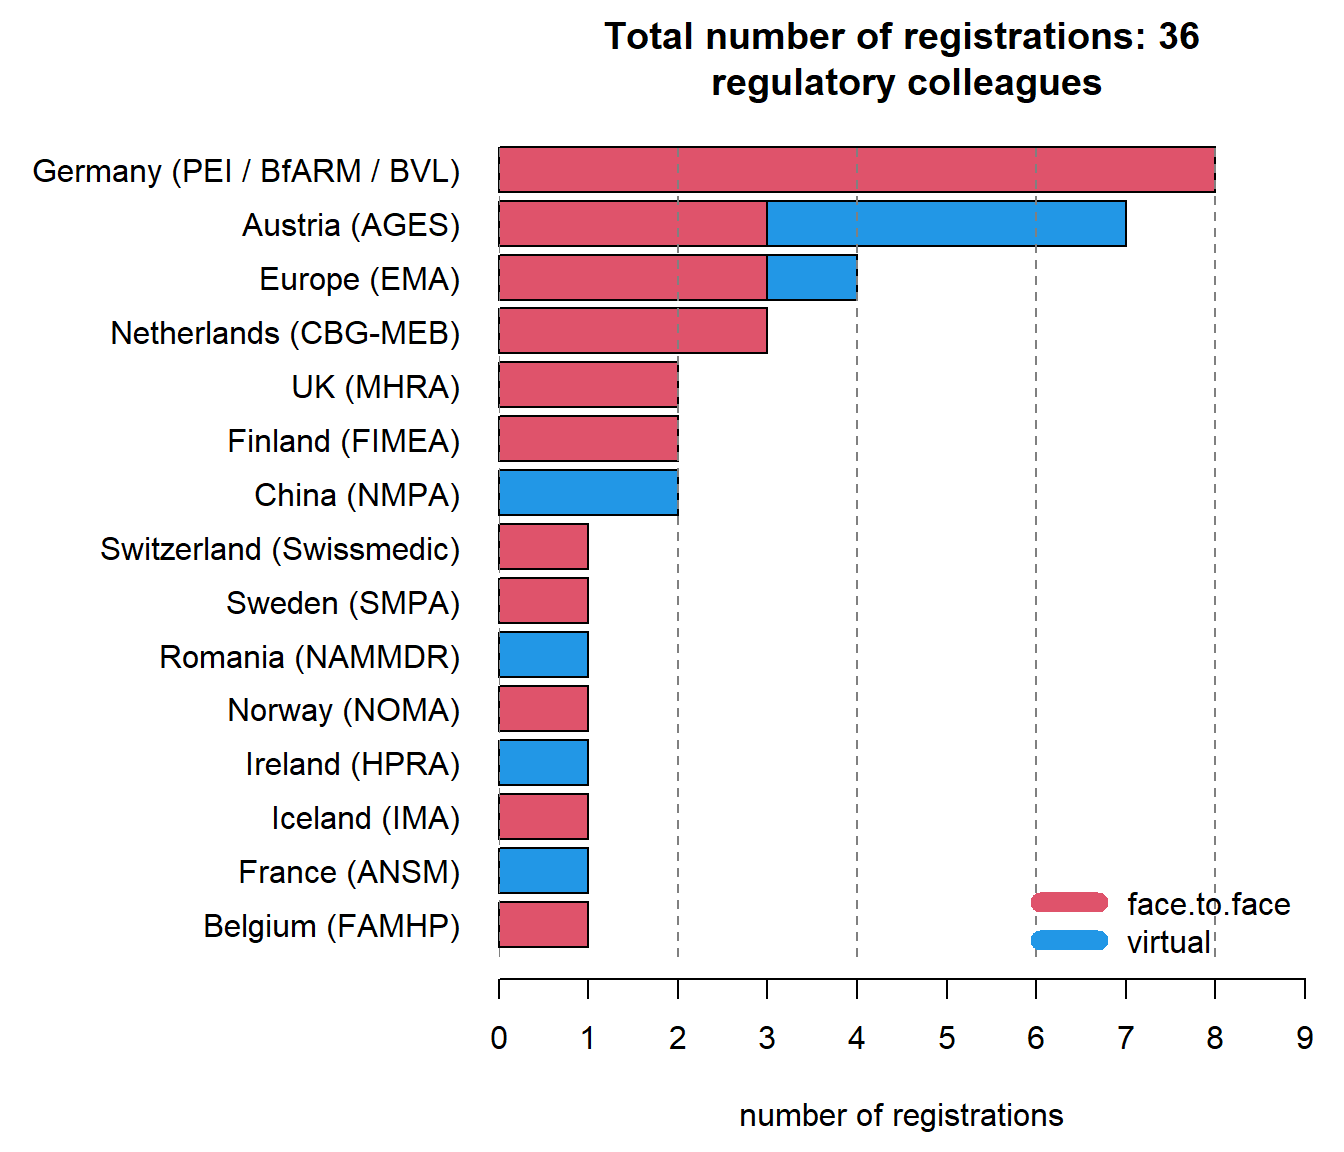 Total number of registrations: 36
regulatory colleagues
Germany (PEI / BfARM / BVL)
Austria (AGES)
Europe (EMA)
Netherlands (CBG-MEB)
UK (MHRA)
Finland (FIMEA)
China (NMPA)
Switzerland (Swissmedic)
Sweden (SMPA)
Romania (NAMMDR)
Norway (NOMA)
Ireland (HPRA)
Iceland (IMA)
France (ANSM)
Belgium (FAMHP)
face.to.face
virtual
0 1 2 3 4 5 6 7 8 9
number of registrations